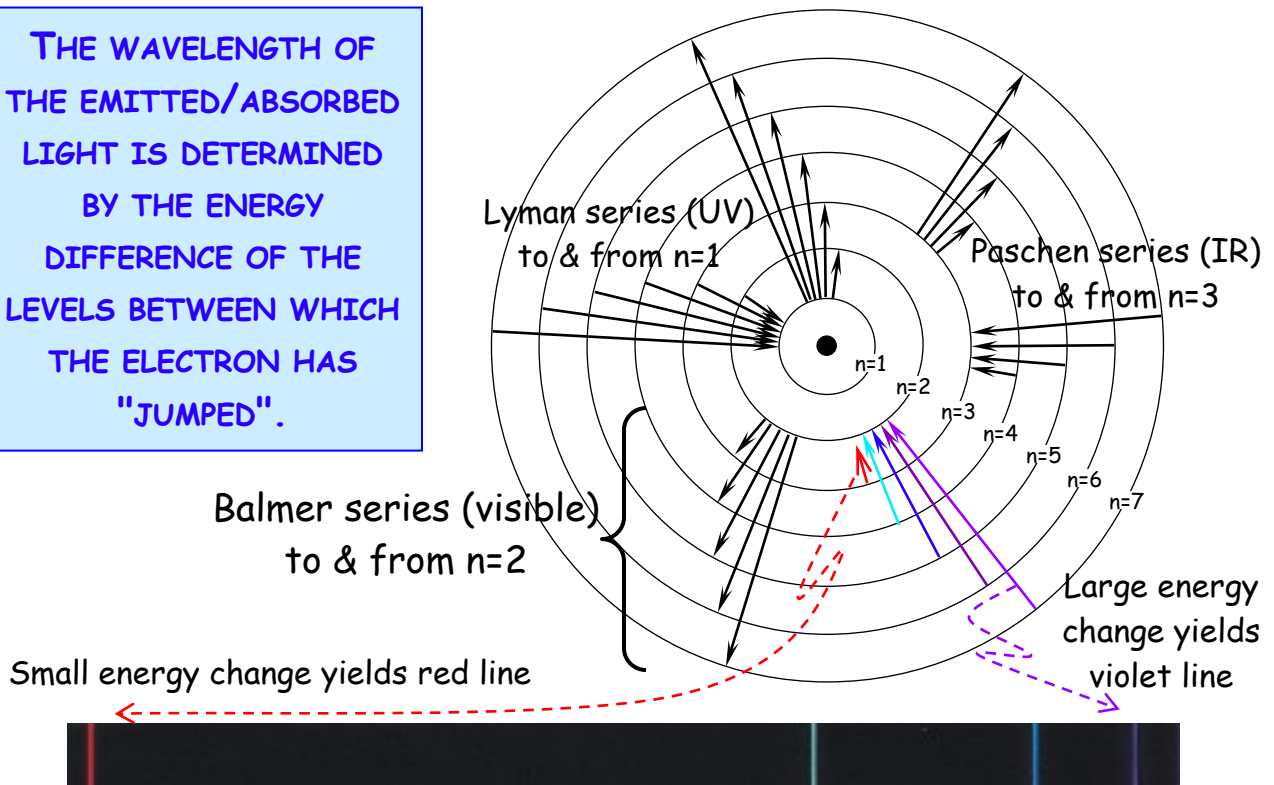 THE WAVELENGTH OF
THE EMITTED/ABSORBED
LIGHT IS DETERMINED
BY THE ENERGY
DIFFERENCE OF THE
LEVELS BETWEEN WHICH
THE ELECTRON HAS
"JUMPED".
Lyman series (UV)
to & from n=1
Paschen series (IR)
to & from n=3
n=1
n=2
n=3
n=4
n=5
n=6
n=7
Balmer series (visible)
to & from n=2
Large energy
change yields
violet line
Small energy change yields red line